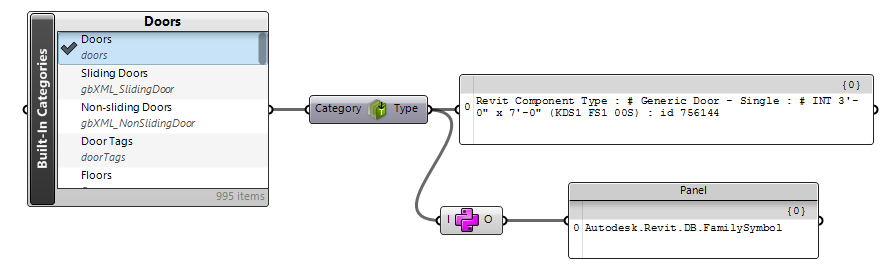 Doors
Built-In Categories
Doors
doors
Sliding Doors
gbXML_SlidingDoor
Non-sliding Doors
gbXML_NonSlidingDoor
Door Tags
doorTags
Floors
995 items
Category Type
{0}
0 Revit Component Type : # Generic Door - Single : # INT 3'-
0" x 7'-0" (KDS1 FS1 00S) : id 756144
I O
Panel
{0}
0 Autodesk.Revit.DB.FamilySymbol